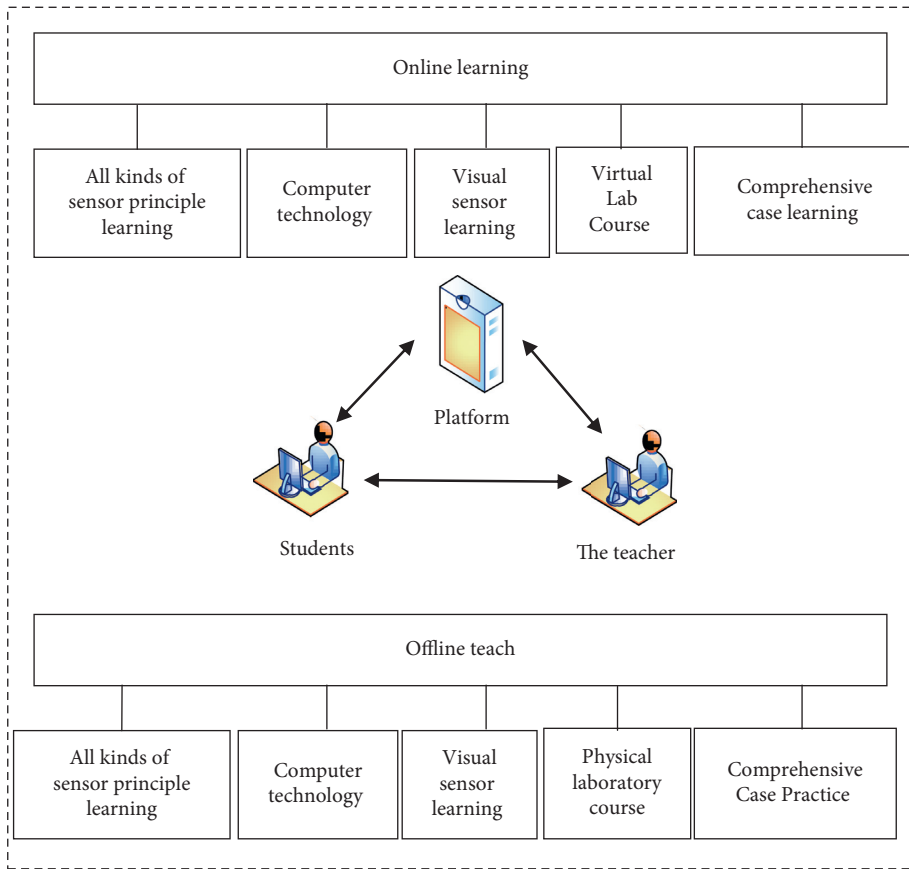 Online learning
All kinds of
sensor principle
learning
Computer
technology
Visual
sensor
learning
Virtual
Lab
Course
Comprehensive
case learning
Platform
Students
The teacher
Offline teach
All kinds of
sensor principle
learning
Computer
technology
Visual
sensor
learning
Physical
laboratory
course
Comprehensive
Case Practice